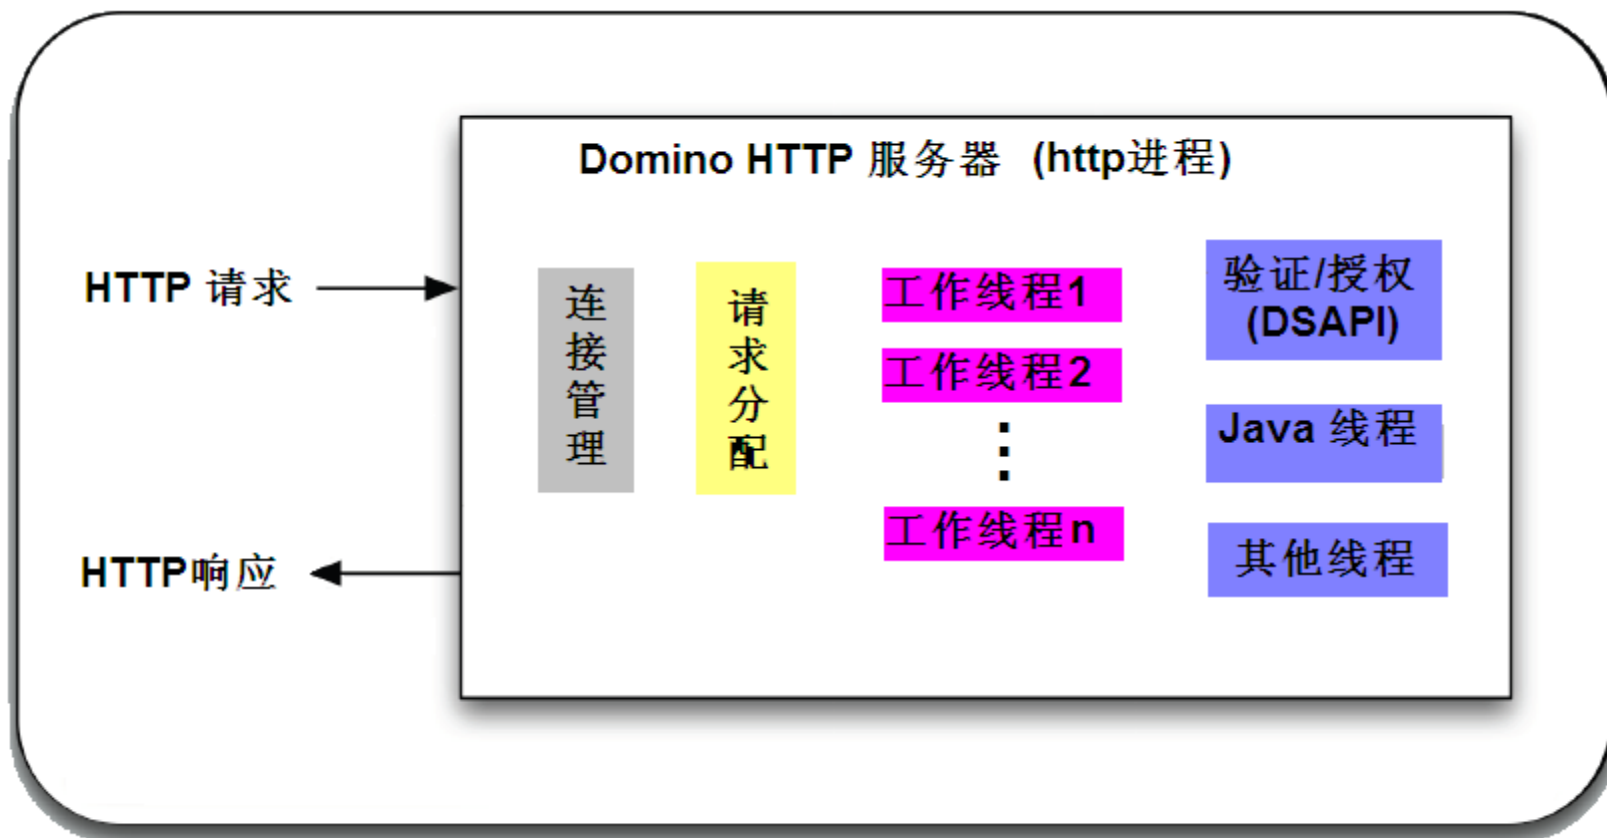 Domino HTTP 服务器 (http进程)
HTTP 请求
连接管理
请求分配
工作线程1
工作线程2
工作线程n
验证/授权
(DSAPI)
Java 线程
其他线程
HTTP响应